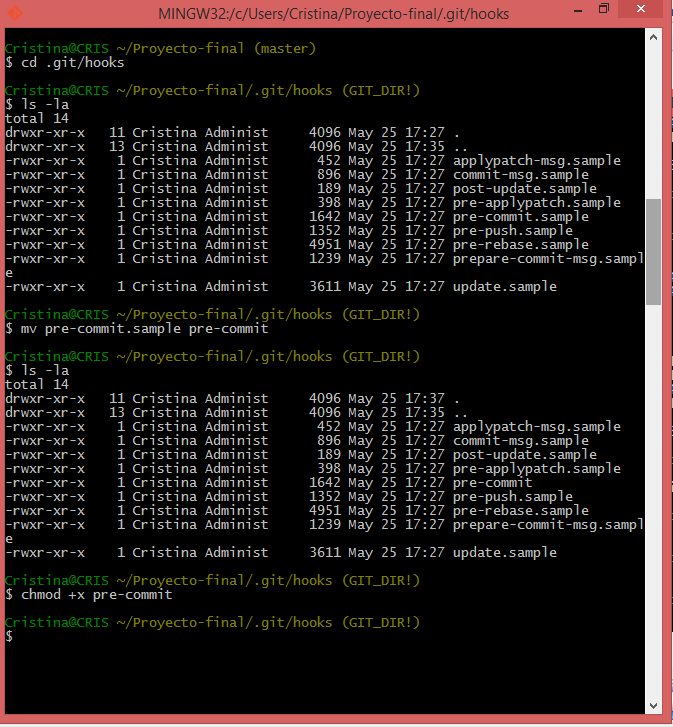 MINGW32:/c/Users/Cristina/Proyecto-final/.git/hooks
Cristina@CRIS ~/Proyecto-final (master)
$ cd .git/hooks
Cristina@CRIS ~/Proyecto-final/.git/hooks (GIT_DIR!)
$ ls -la
total 14
drwxr-xr-x   11 Cristina Administ     4096 May 25 17:27 .
drwxr-xr-x   13 Cristina Administ     4096 May 25 17:35 ..
-rwxr-xr-x    1 Cristina Administ      452 May 25 17:27 applypatch-msg.sample
-rwxr-xr-x    1 Cristina Administ      896 May 25 17:27 commit-msg.sample
-rwxr-xr-x    1 Cristina Administ      189 May 25 17:27 post-update.sample
-rwxr-xr-x    1 Cristina Administ      398 May 25 17:27 pre-applypatch.sample
-rwxr-xr-x    1 Cristina Administ     1642 May 25 17:27 pre-commit.sample
-rwxr-xr-x    1 Cristina Administ     1352 May 25 17:27 pre-push.sample
-rwxr-xr-x    1 Cristina Administ     4951 May 25 17:27 pre-rebase.sample
-rwxr-xr-x    1 Cristina Administ     1239 May 25 17:27 prepare-commit-msg.sampl
e
-rwxr-xr-x    1 Cristina Administ     3611 May 25 17:27 update.sample
Cristina@CRIS ~/Proyecto-final/.git/hooks (GIT_DIR!)
$ mv pre-commit.sample pre-commit
Cristina@CRIS ~/Proyecto-final/.git/hooks (GIT_DIR!)
$ ls -la
total 14
drwxr-xr-x   11 Cristina Administ     4096 May 25 17:37 .
drwxr-xr-x   13 Cristina Administ     4096 May 25 17:35 ..
-rwxr-xr-x    1 Cristina Administ      452 May 25 17:27 applypatch-msg.sample
-rwxr-xr-x    1 Cristina Administ      896 May 25 17:27 commit-msg.sample
-rwxr-xr-x    1 Cristina Administ      189 May 25 17:27 post-update.sample
-rwxr-xr-x    1 Cristina Administ      398 May 25 17:27 pre-applypatch.sample
-rwxr-xr-x    1 Cristina Administ     1642 May 25 17:27 pre-commit
-rwxr-xr-x    1 Cristina Administ     1352 May 25 17:27 pre-push.sample
-rwxr-xr-x    1 Cristina Administ     4951 May 25 17:27 pre-rebase.sample
-rwxr-xr-x    1 Cristina Administ     1239 May 25 17:27 prepare-commit-msg.sampl
e
-rwxr-xr-x    1 Cristina Administ     3611 May 25 17:27 update.sample
Cristina@CRIS ~/Proyecto-final/.git/hooks (GIT_DIR!)
$ chmod +x pre-commit
Cristina@CRIS ~/Proyecto-final/.git/hooks (GIT_DIR!)
$